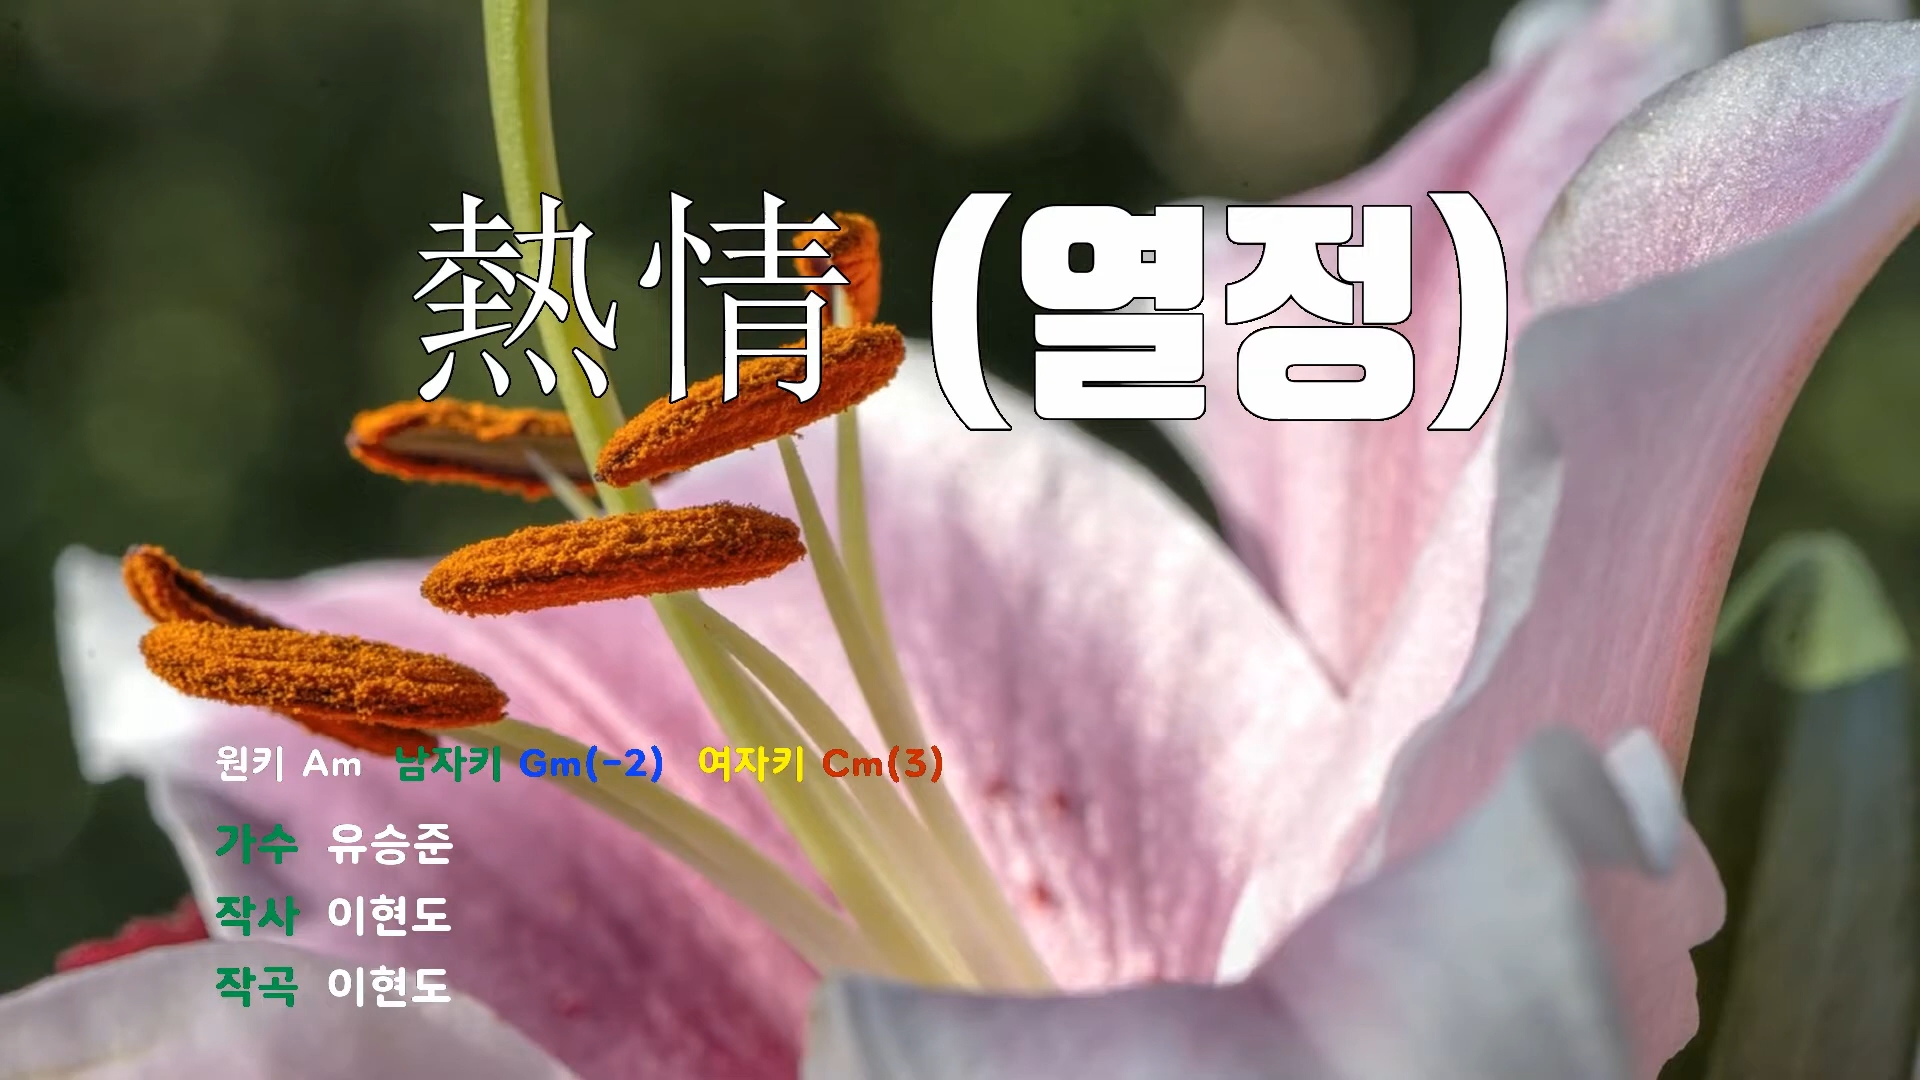 熱情 (열정)
원키 Am 남자키 Gm(-2) 여자키 Cm(3)
가수 유승준
작사 이현도
작곡 이현도